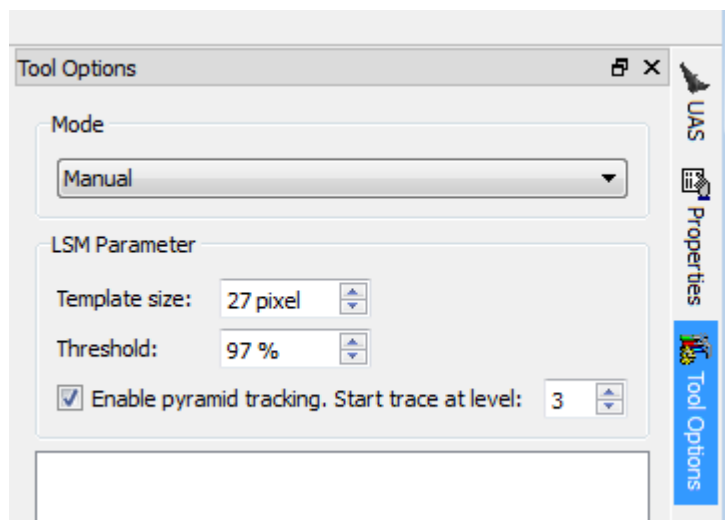 Tool Options
Mode
Manual
LSM Parameter
Template size: 27 pixel
Threshold: 97 %
Enable pyramid tracking. Start trace at level: 3
UAS
Properties
Tool Options